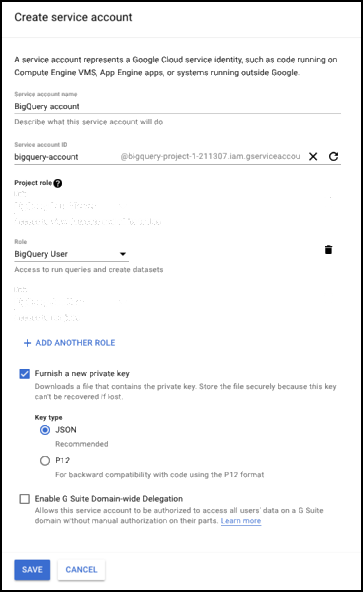 Create service account
A service account represents a Google Cloud service identity, such as code running on
Compute Engine VMS, App Engine apps, or systems running outside Google.
Service account name
BigQuery account
Describe what this service account will do
Service account ID
bigquery-account @bigquery-project-1-211307.iam.gserviceaccou
Project role ?
Role
BigQuery User
Access to run queries and create datasets
+ ADD ANOTHER ROLE
Furnish a new private key
Downloads a file that contains the private key. Store the file securely because this key
can't be recovered if lost.
Key type
JSON
Recommended
P12
For backward compatibility with code using the P12 format
Enable G Suite Domain-wide Delegation
Allows this service account to be authorized to access all users' data on a G Suite
domain without manual authorization on their parts. Learn more
SAVE CANCEL